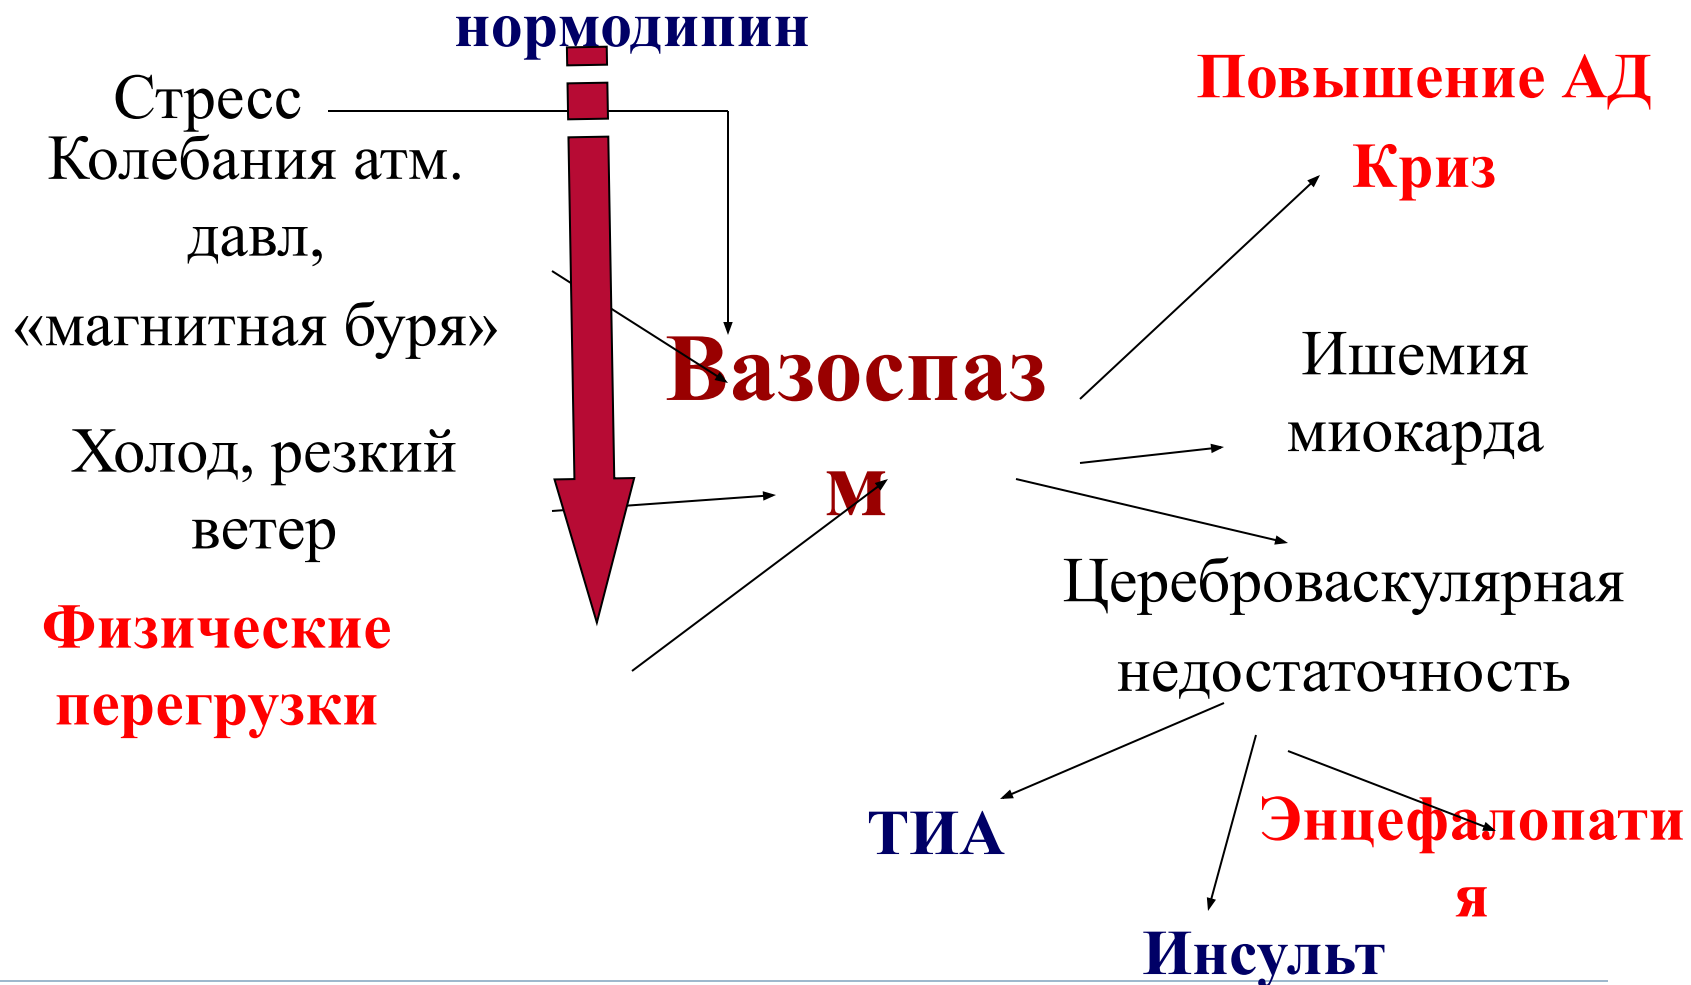 нормодипин
Стресс
Колебания атм.
давл,
«магнитная буря»
Холод, резкий
ветер
Физические
перегрузки
Вазоспаз
м
Повышение АД
Криз
Ишемия
миокарда
Цереброваскулярная
недостаточность
ТИА
Энцефалопати
я
Инсульт